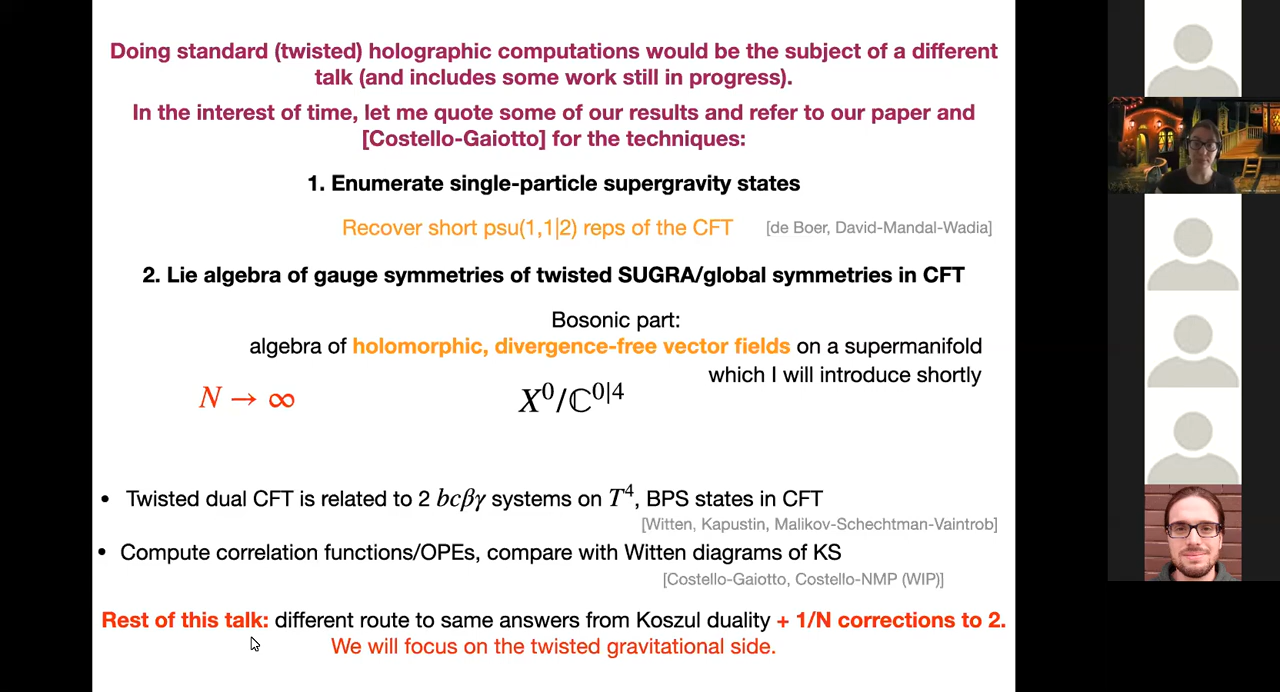 Doing standard (twisted) holographic computations would be the subject of a different
talk (and includes some work still in progress).
In the interest of time, let me quote some of our results and refer to our paper and
[Costello-Gaiotto] for the techniques:
1. Enumerate single-particle supergravity states
Recover short psu(1,1|2) reps of the CFT [de Boer, David-Mandal-Wadia]
2. Lie algebra of gauge symmetries of twisted SUGRA/global symmetries in CFT
Bosonic part:
algebra of holomorphic, divergence-free vector fields on a supermanifold
which I will introduce shortly
N → ∞ X⁰/ℂ⁰|⁴
• Twisted dual CFT is related to 2 bcβγ systems on T⁴, BPS states in CFT
[Witten, Kapustin, Malikov-Schechtman-Vaintrob]
• Compute correlation functions/OPEs, compare with Witten diagrams of KS
[Costello-Gaiotto, Costello-NMP (WIP)]
Rest of this talk: different route to same answers from Koszul duality + 1/N corrections to 2.
We will focus on the twisted gravitational side.